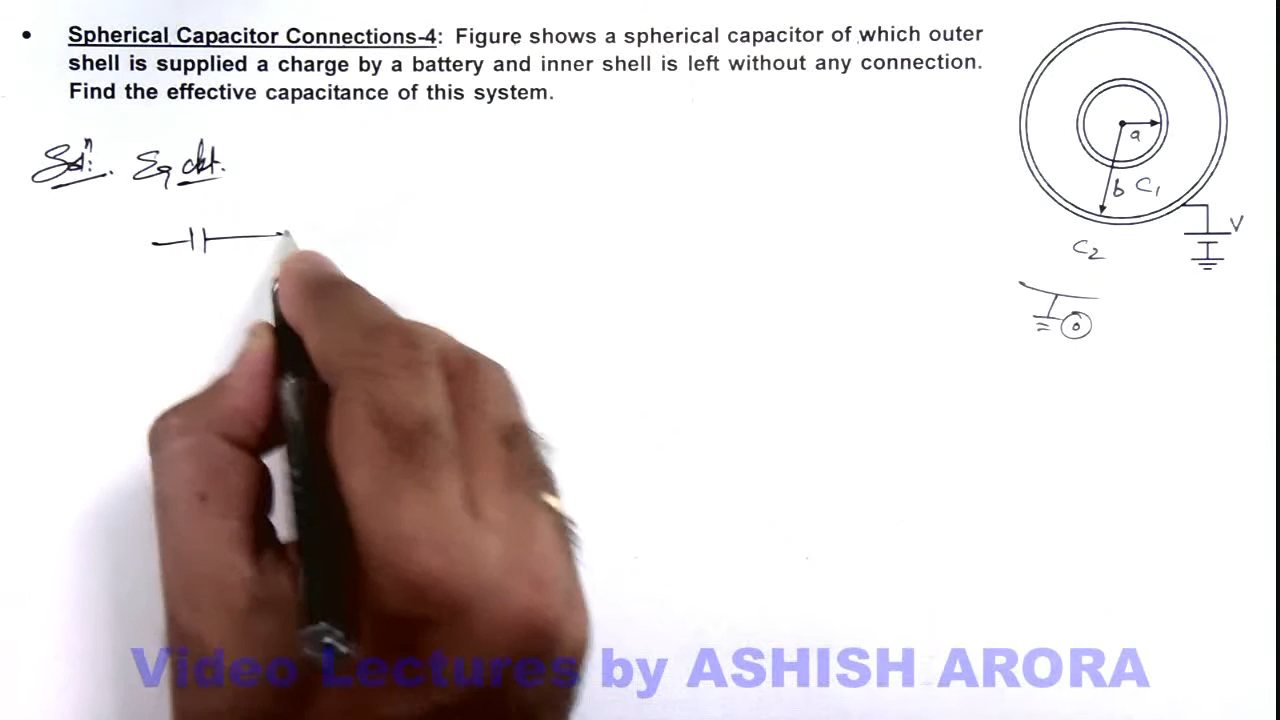 • Spherical Capacitor Connections-4: Figure shows a spherical capacitor of which outer
shell is supplied a charge by a battery and inner shell is left without any connection.
Find the effective capacitance of this system.
Solⁿ. Eq ckt.
a
b C₁
V
C₂
= 0
Video Lectures by ASHISH ARORA